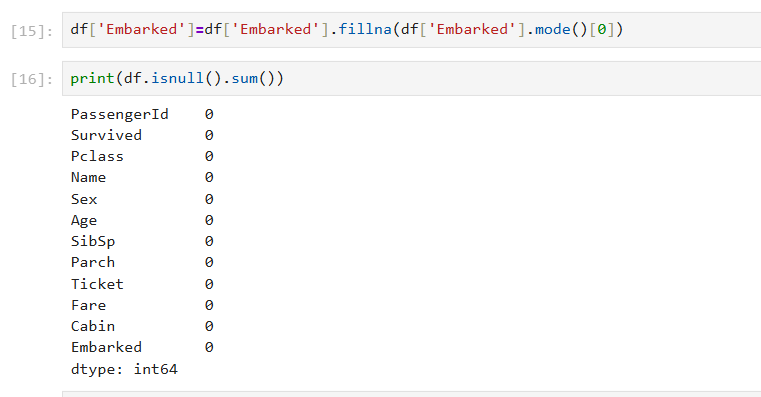 [15]: df['Embarked']=df['Embarked'].fillna(df['Embarked'].mode()[0])
[16]: print(df.isnull().sum())
PassengerId    0
Survived       0
Pclass         0
Name           0
Sex            0
Age            0
SibSp          0
Parch          0
Ticket         0
Fare           0
Cabin          0
Embarked       0
dtype: int64